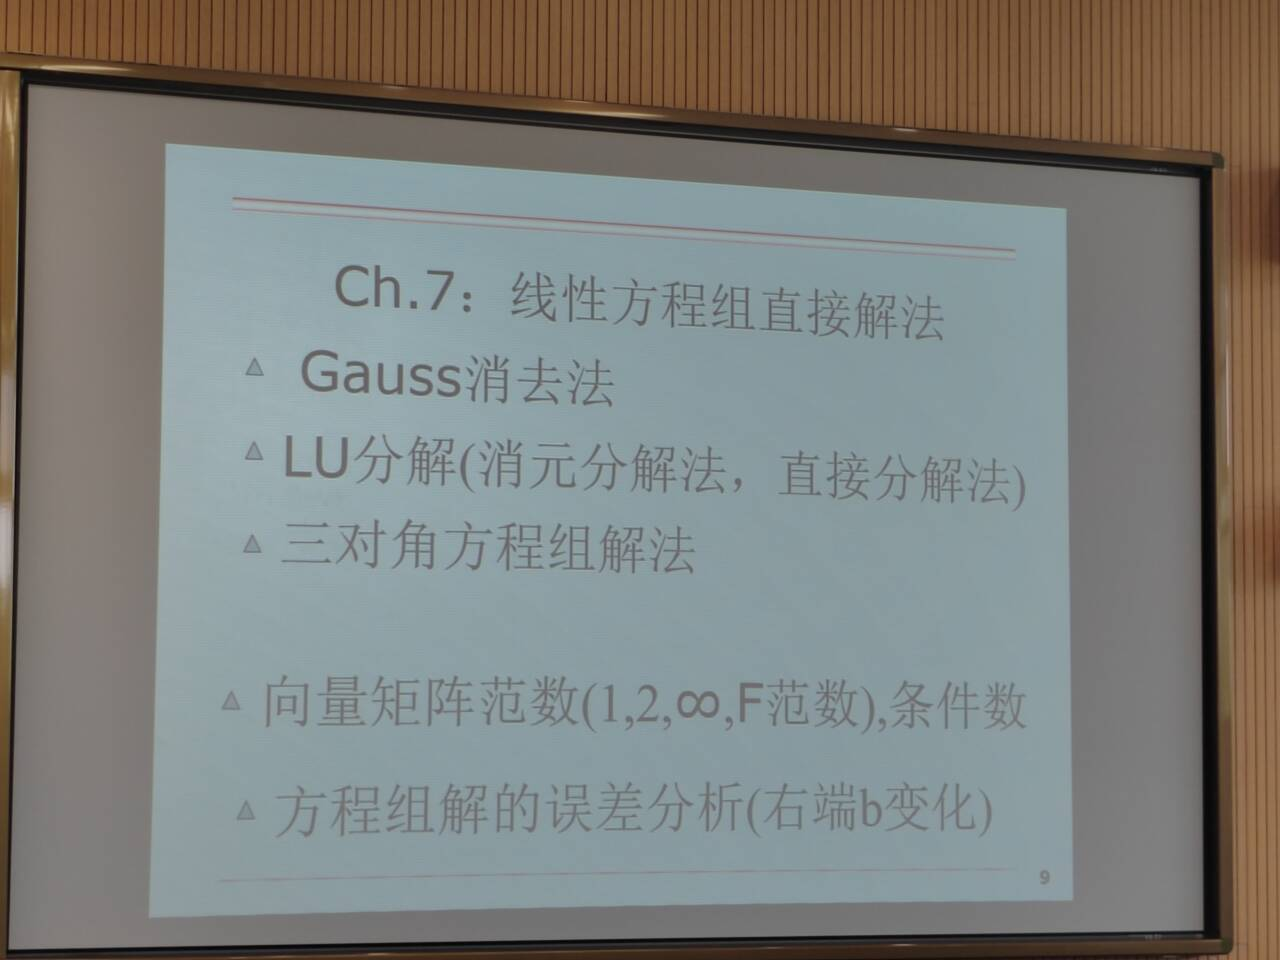 Ch.7：线性方程组直接解法
Gauss消去法
LU分解(消元分解法，直接分解法)
三对角方程组解法
向量矩阵范数(1,2,∞,F范数),条件数
方程组解的误差分析(右端b变化)
9